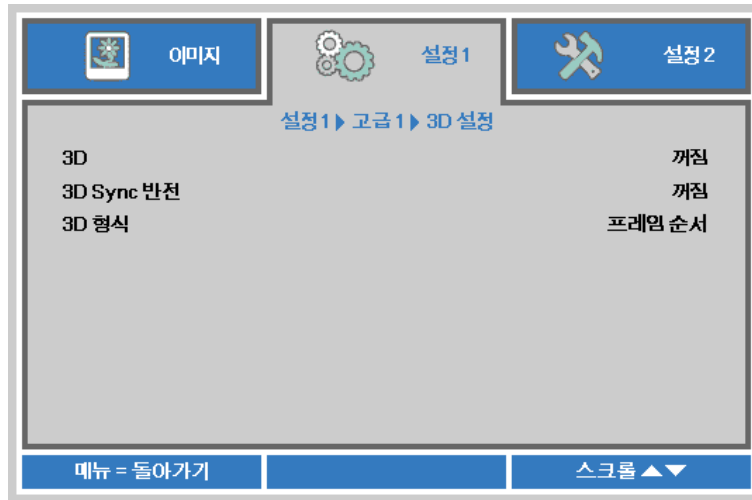 이미지
설정 1
설정 2
설정 1 ▶ 고급 1 ▶ 3D 설정
3D 꺼짐
3D Sync 반전 꺼짐
3D 형식 프레임 순서
메뉴 = 돌아가기
스크롤 ▲▼